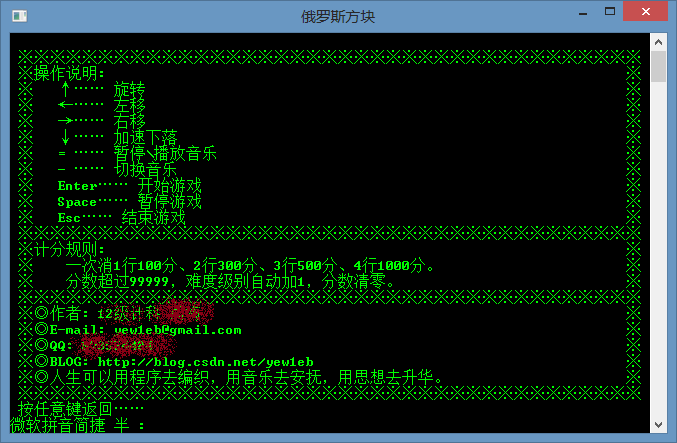 俄罗斯方块
操作说明:
↑…… 旋转
←…… 左移
→…… 右移
↓…… 加速下落
= …… 暂停\播放音乐
- …… 切换音乐
Enter…… 开始游戏
Space…… 暂停游戏
Esc…… 结束游戏
计分规则:
一次消1行100分、2行300分、3行500分、4行1000分。
分数超过99999，难度级别自动加1，分数清零。
◎作者: 12级计科
◎E-mail: yew1eb@gmail.com
◎QQ:
◎BLOG: http://blog.csdn.net/yew1eb
◎人生可以用程序去编织，用音乐去安抚，用思想去升华。
按任意键返回……
微软拼音简捷 半 :